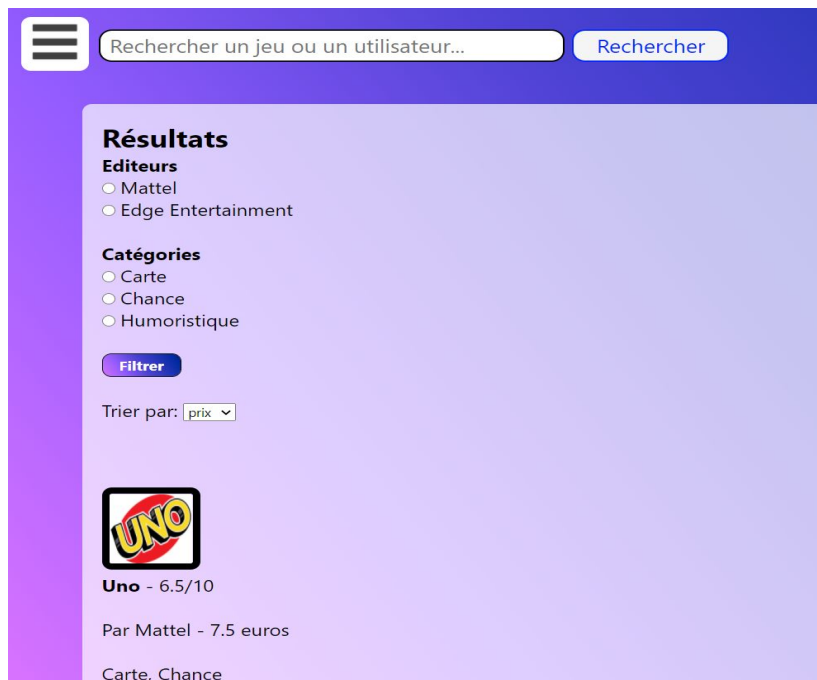 Rechercher un jeu ou un utilisateur...
Rechercher
Résultats
Editeurs
Mattel
Edge Entertainment
Catégories
Carte
Chance
Humoristique
Filtrer
Trier par: prix
UNO
Uno - 6.5/10
Par Mattel - 7.5 euros
Carte, Chance